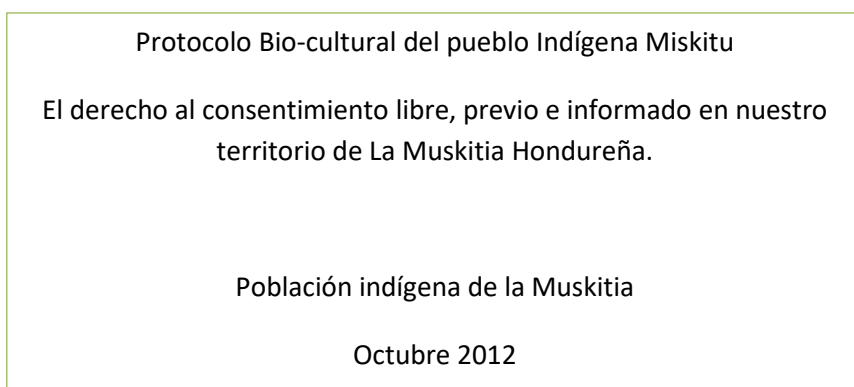 Protocolo Bio-cultural del pueblo Indígena Miskitu
El derecho al consentimiento libre, previo e informado en nuestro
territorio de La Muskitia Hondureña.
Población indígena de la Muskitia
Octubre 2012